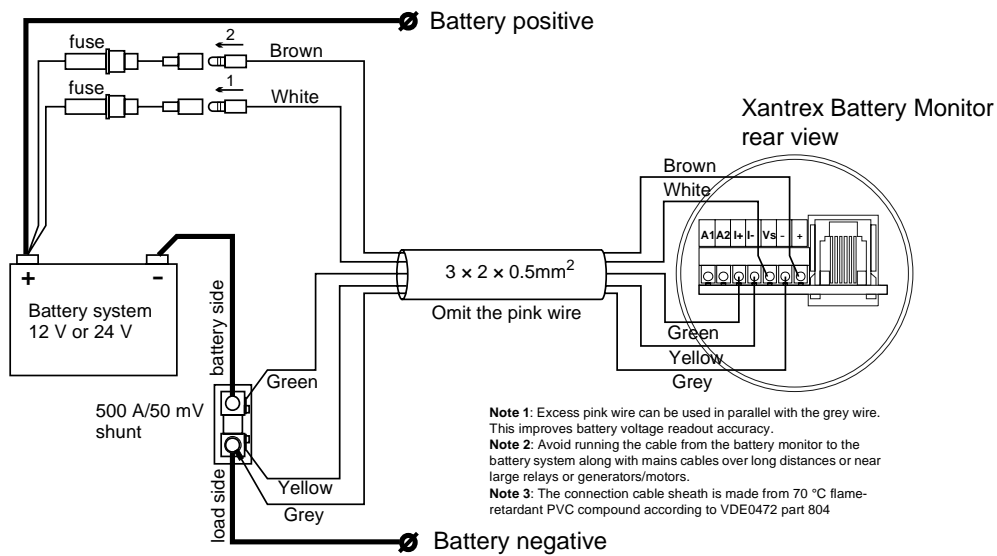 Battery positive
fuse
2
Brown
fuse
1
White
Xantrex Battery Monitor
rear view
Brown
White
A1 A2 I+ I- Vs - +
3 × 2 × 0.5mm²
Omit the pink wire
+ -
Battery system
12 V or 24 V
battery side
Green
Green
Yellow
Grey
500 A/50 mV
shunt
Note 1: Excess pink wire can be used in parallel with the grey wire.
This improves battery voltage readout accuracy.
Note 2: Avoid running the cable from the battery monitor to the
battery system along with mains cables over long distances or near
large relays or generators/motors.
Note 3: The connection cable sheath is made from 70 °C flame-
retardant PVC compound according to VDE0472 part 804
load side
Yellow
Grey
Battery negative